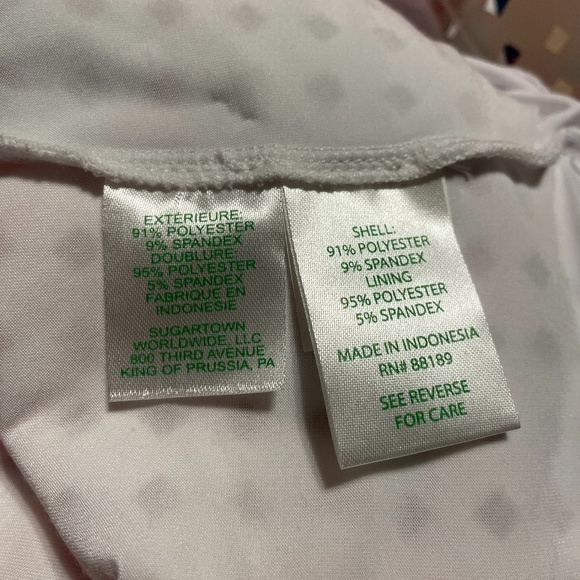 EXTÉRIEURE:
91% POLYESTER
9% SPANDEX
DOUBLURE:
95% POLYESTER
5% SPANDEX
FABRIQUE EN
INDONESIE
SUGARTOWN
WORLDWIDE, LLC
800 THIRD AVENUE
KING OF PRUSSIA, PA
SHELL:
91% POLYESTER
9% SPANDEX
LINING
95% POLYESTER
5% SPANDEX
MADE IN INDONESIA
RN# 88189
SEE REVERSE
FOR CARE